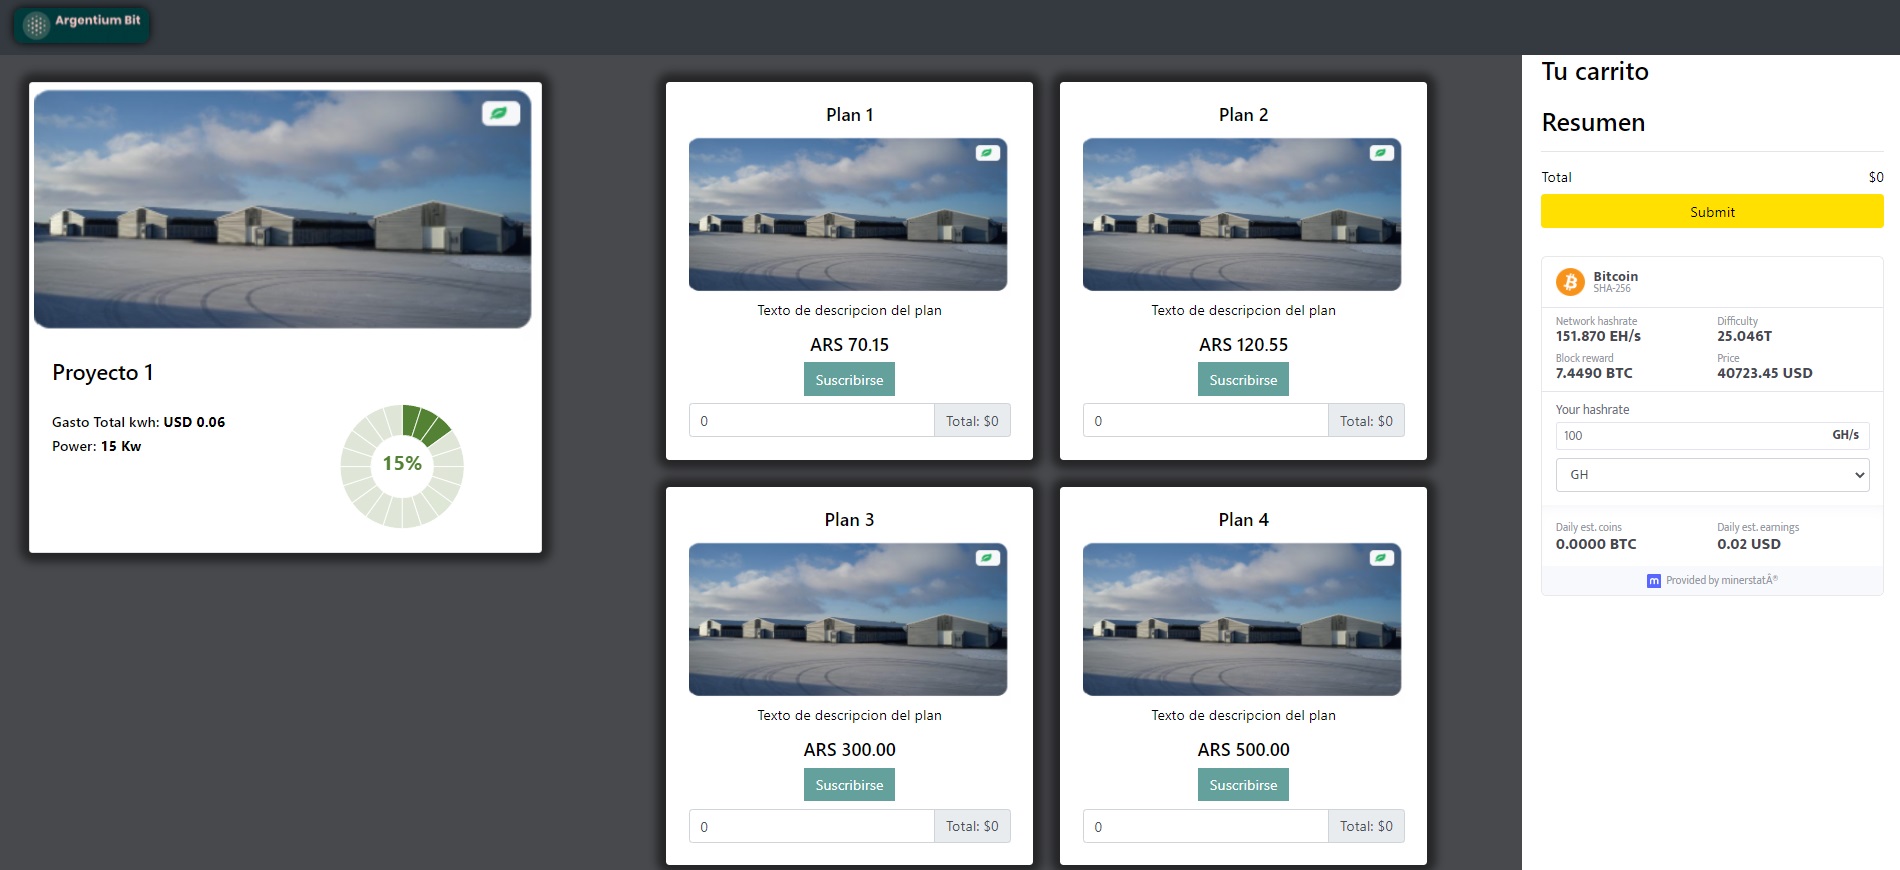 Argentium Bit
Proyecto 1
Gasto Total kwh: USD 0.06
Power: 15 Kw
15%
Plan 1
Texto de descripcion del plan
ARS 70.15
Suscribirse
0 Total: $0
Plan 2
Texto de descripcion del plan
ARS 120.55
Suscribirse
0 Total: $0
Plan 3
Texto de descripcion del plan
ARS 300.00
Suscribirse
0 Total: $0
Plan 4
Texto de descripcion del plan
ARS 500.00
Suscribirse
0 Total: $0
Tu carrito
Resumen
Total $0
Submit
Bitcoin
SHA-256
Network hashrate Difficulty
151.870 EH/s 25.046T
Block reward Price
7.4490 BTC 40723.45 USD
Your hashrate
100 GH/s
GH
Daily est. coins Daily est. earnings
0.0000 BTC 0.02 USD
m Provided by minerstatÂ®